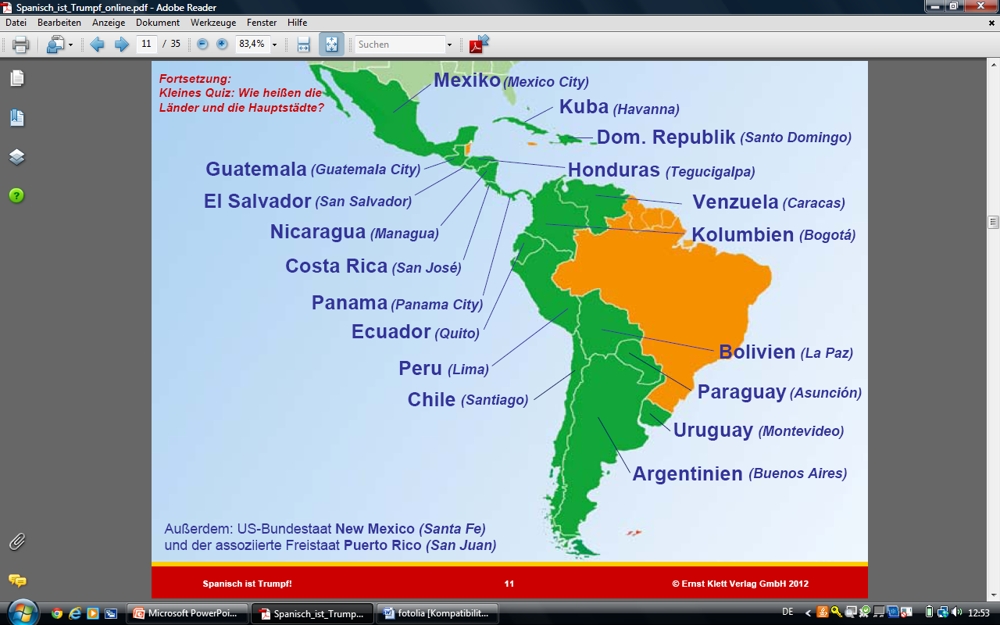 Spanisch_ist_Trumpf_online.pdf - Adobe Reader
Datei Bearbeiten Anzeige Dokument Werkzeuge Fenster Hilfe
11 / 35 83,4% Suchen
Fortsetzung:
Kleines Quiz: Wie heißen die
Länder und die Hauptstädte?
Mexiko (Mexico City)
Kuba (Havanna)
Dom. Republik (Santo Domingo)
Guatemala (Guatemala City)
Honduras (Tegucigalpa)
El Salvador (San Salvador)
Venzuela (Caracas)
Nicaragua (Managua)
Kolumbien (Bogotá)
Costa Rica (San José)
Panama (Panama City)
Ecuador (Quito)
Bolivien (La Paz)
Peru (Lima)
Paraguay (Asunción)
Chile (Santiago)
Uruguay (Montevideo)
Argentinien (Buenos Aires)
Außerdem: US-Bundestaat New Mexico (Santa Fe)
und der assoziierte Freistaat Puerto Rico (San Juan)
Spanisch ist Trumpf! 11 © Ernst Klett Verlag GmbH 2012
Microsoft PowerPoi... Spanisch_ist_Trumpf... fotolia [Kompatibilit... DE 12:53